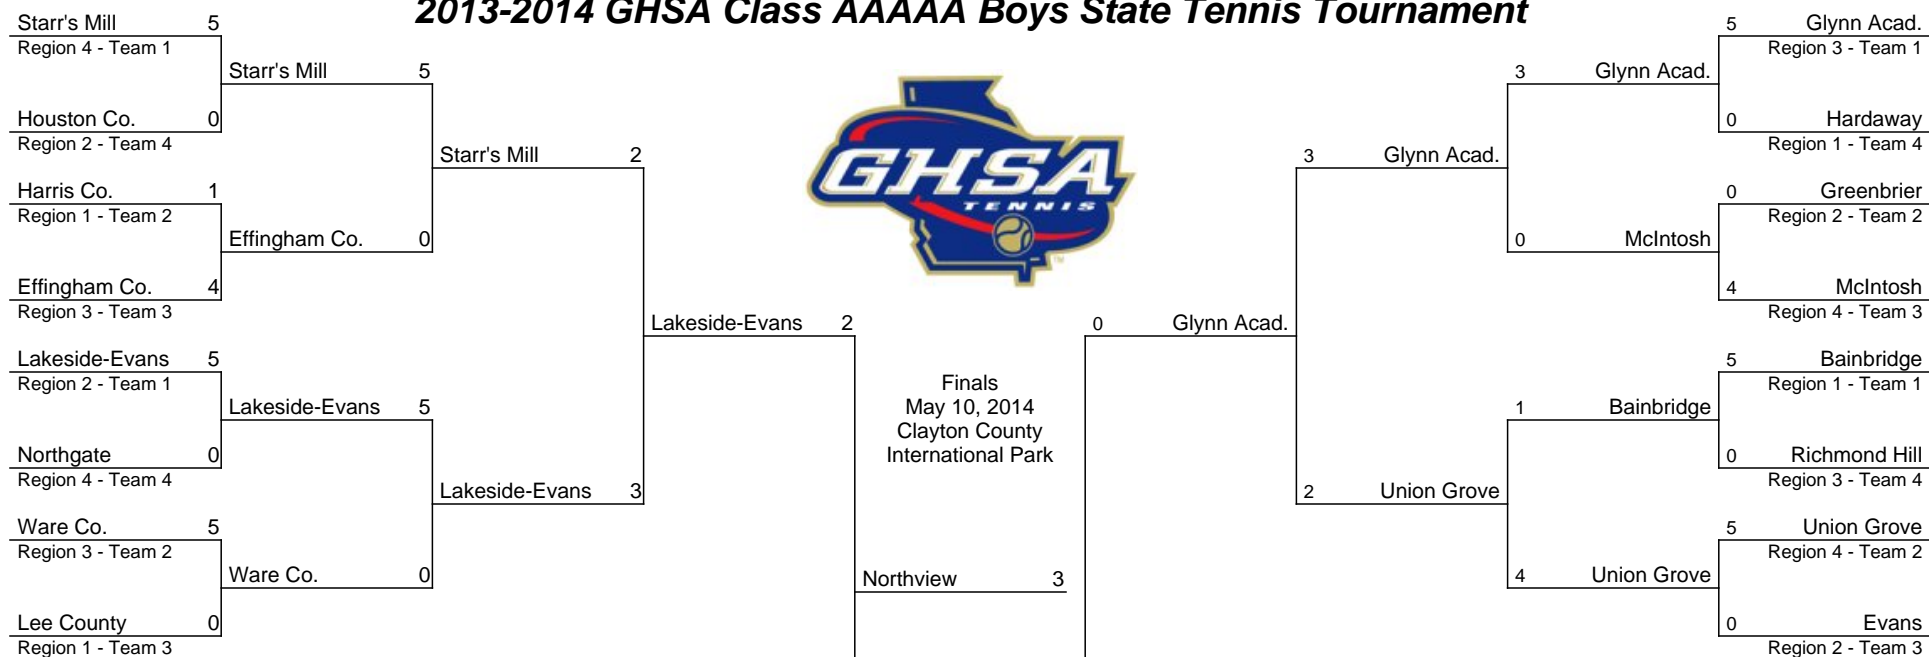 2013-2014 GHSA Class AAAAA Boys State Tennis Tournament
Starr's Mill 5
Region 4 - Team 1
Houston Co. 0
Region 2 - Team 4
Harris Co. 1
Region 1 - Team 2
Effingham Co. 4
Region 3 - Team 3
Lakeside-Evans 5
Region 2 - Team 1
Northgate 0
Region 4 - Team 4
Ware Co. 5
Region 3 - Team 2
Lee County 0
Region 1 - Team 3
Starr's Mill 5
Effingham Co. 0
Lakeside-Evans 5
Ware Co. 0
Starr's Mill 2
Lakeside-Evans 3
Lakeside-Evans 2
GHSA
TENNIS
TM
Finals
May 10, 2014
Clayton County
International Park
Northview 3
0 Glynn Acad.
3 Glynn Acad.
2 Union Grove
3 Glynn Acad.
0 McIntosh
1 Bainbridge
4 Union Grove
5 Glynn Acad.
Region 3 - Team 1
0 Hardaway
Region 1 - Team 4
0 Greenbrier
Region 2 - Team 2
4 McIntosh
Region 4 - Team 3
5 Bainbridge
Region 1 - Team 1
0 Richmond Hill
Region 3 - Team 4
5 Union Grove
Region 4 - Team 2
0 Evans
Region 2 - Team 3